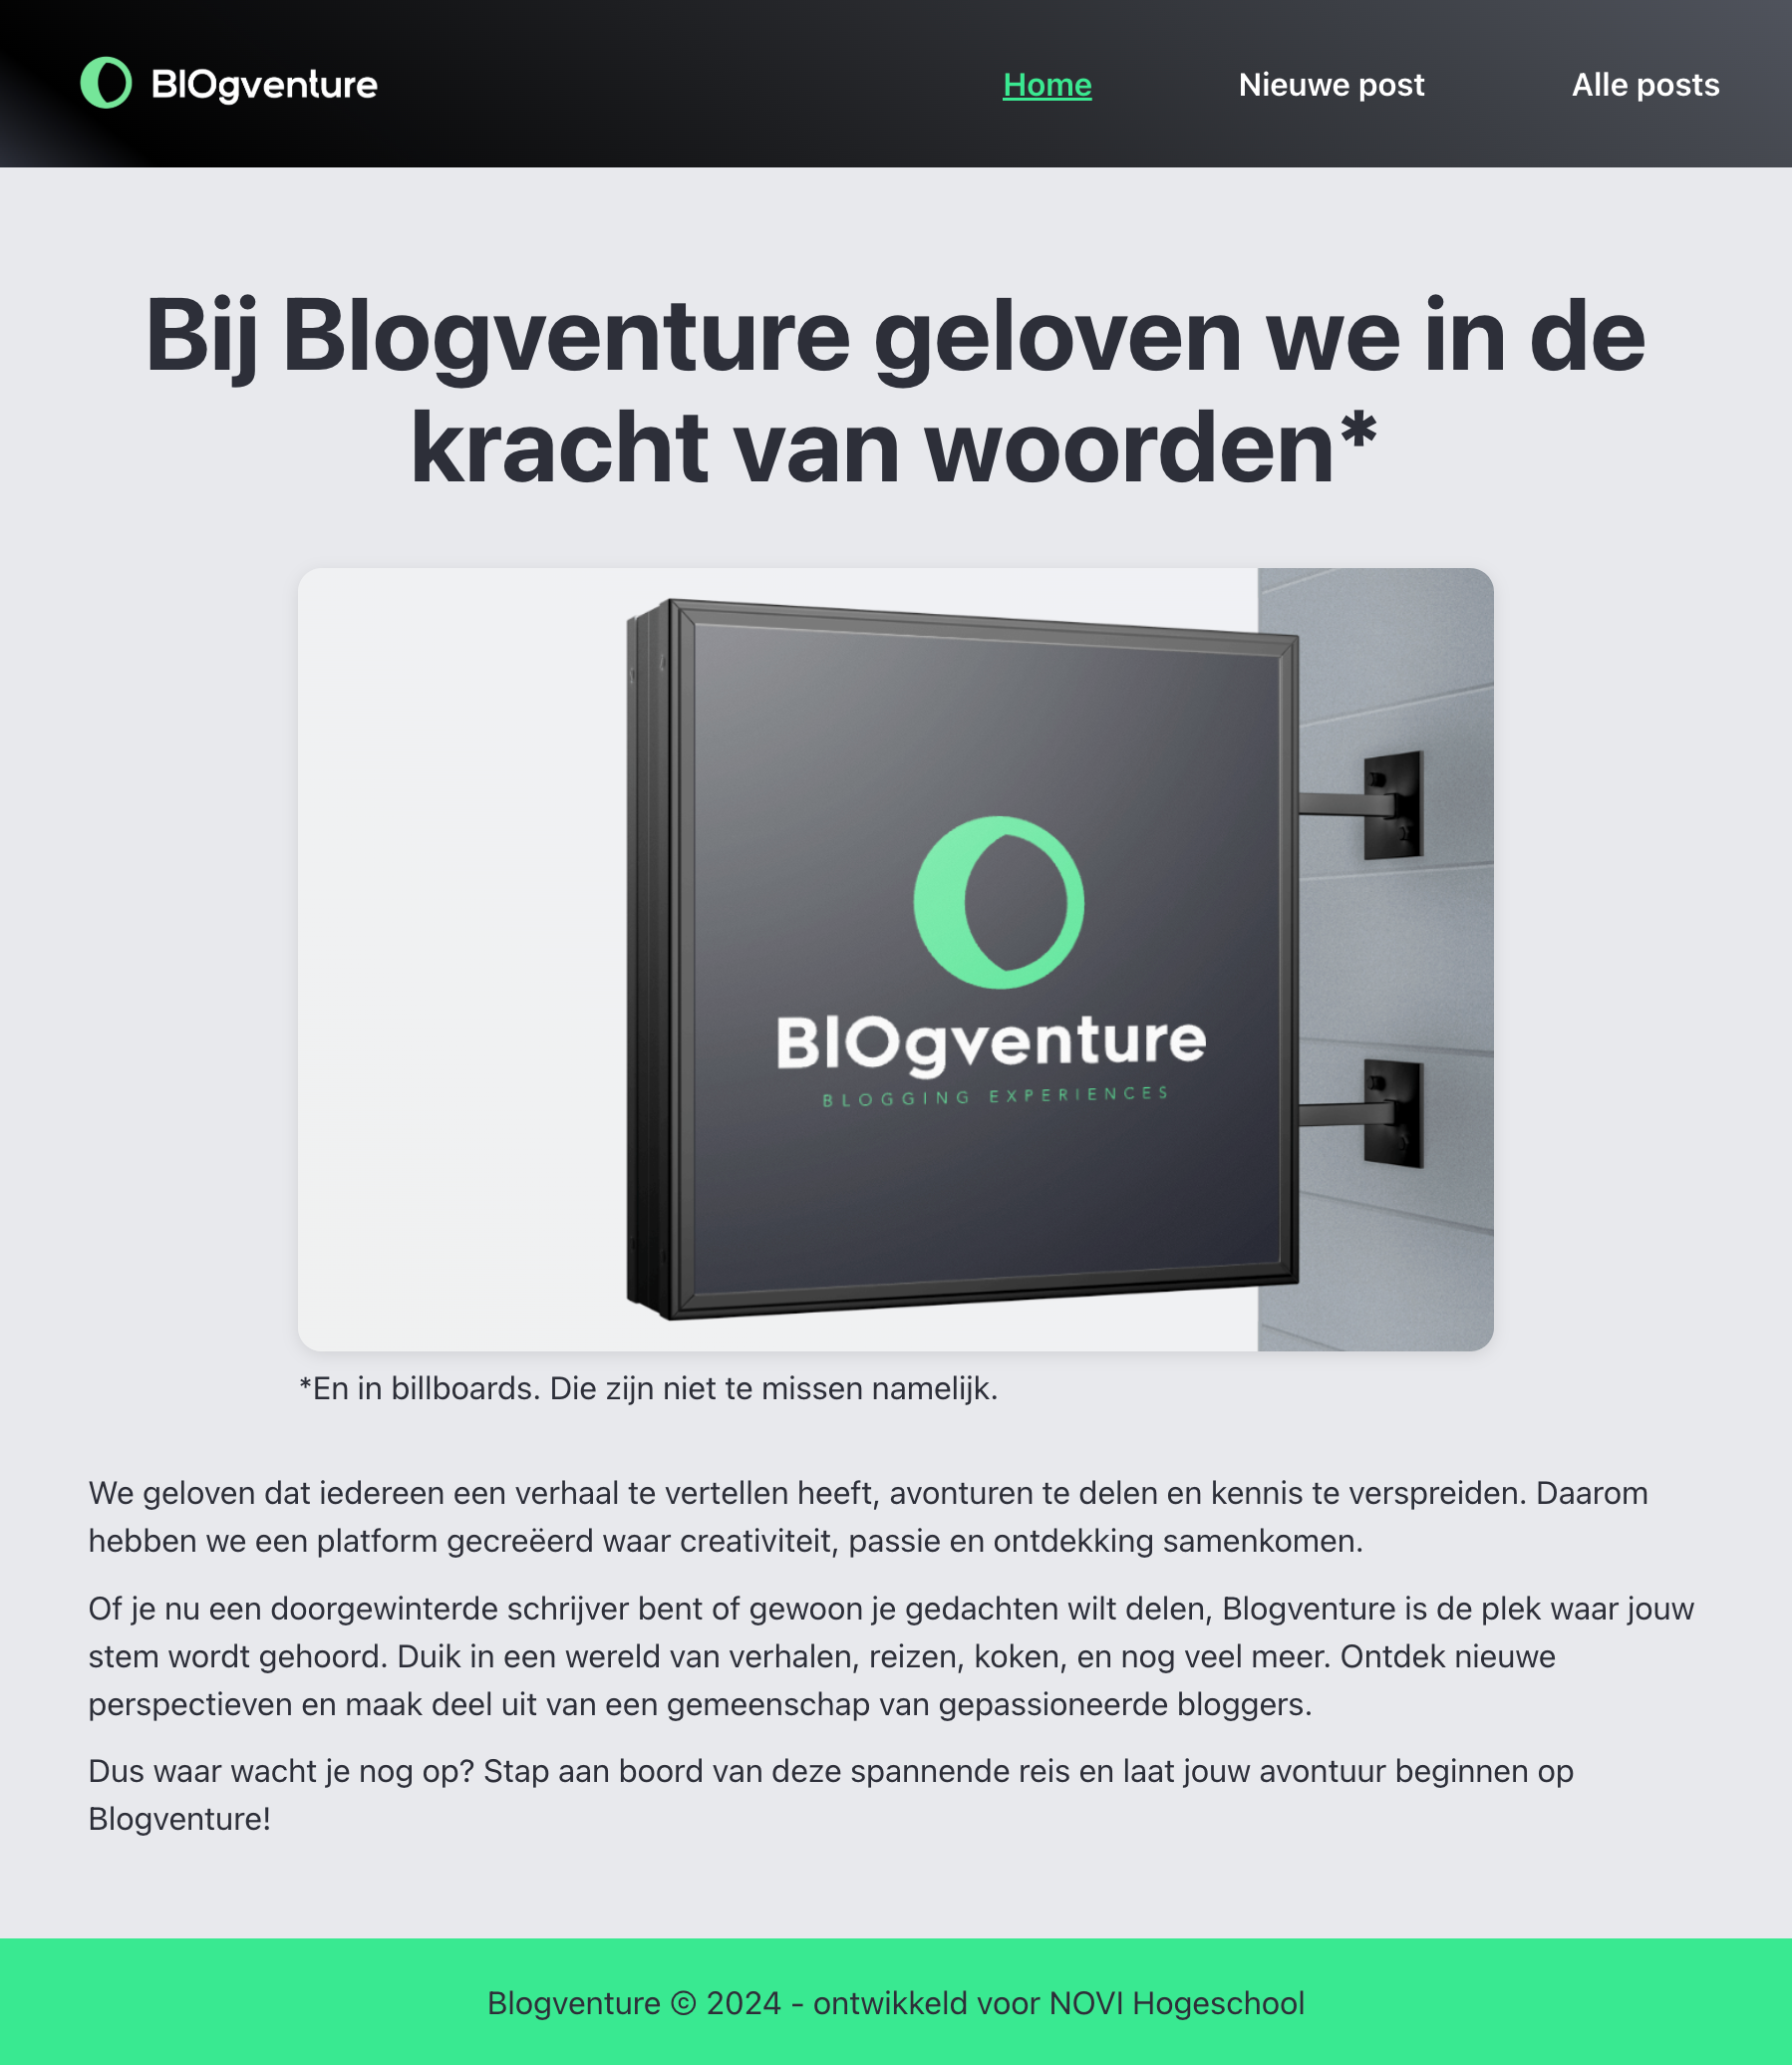 BlOgventure
Home
Nieuwe post
Alle posts
Bij Blogventure geloven we in de
kracht van woorden*
BlOgventure
BLOGGING EXPERIENCES
*En in billboards. Die zijn niet te missen namelijk.
We geloven dat iedereen een verhaal te vertellen heeft, avonturen te delen en kennis te verspreiden. Daarom
hebben we een platform gecreëerd waar creativiteit, passie en ontdekking samenkomen.
Of je nu een doorgewinterde schrijver bent of gewoon je gedachten wilt delen, Blogventure is de plek waar jouw
stem wordt gehoord. Duik in een wereld van verhalen, reizen, koken, en nog veel meer. Ontdek nieuwe
perspectieven en maak deel uit van een gemeenschap van gepassioneerde bloggers.
Dus waar wacht je nog op? Stap aan boord van deze spannende reis en laat jouw avontuur beginnen op
Blogventure!
Blogventure © 2024 - ontwikkeld voor NOVI Hogeschool